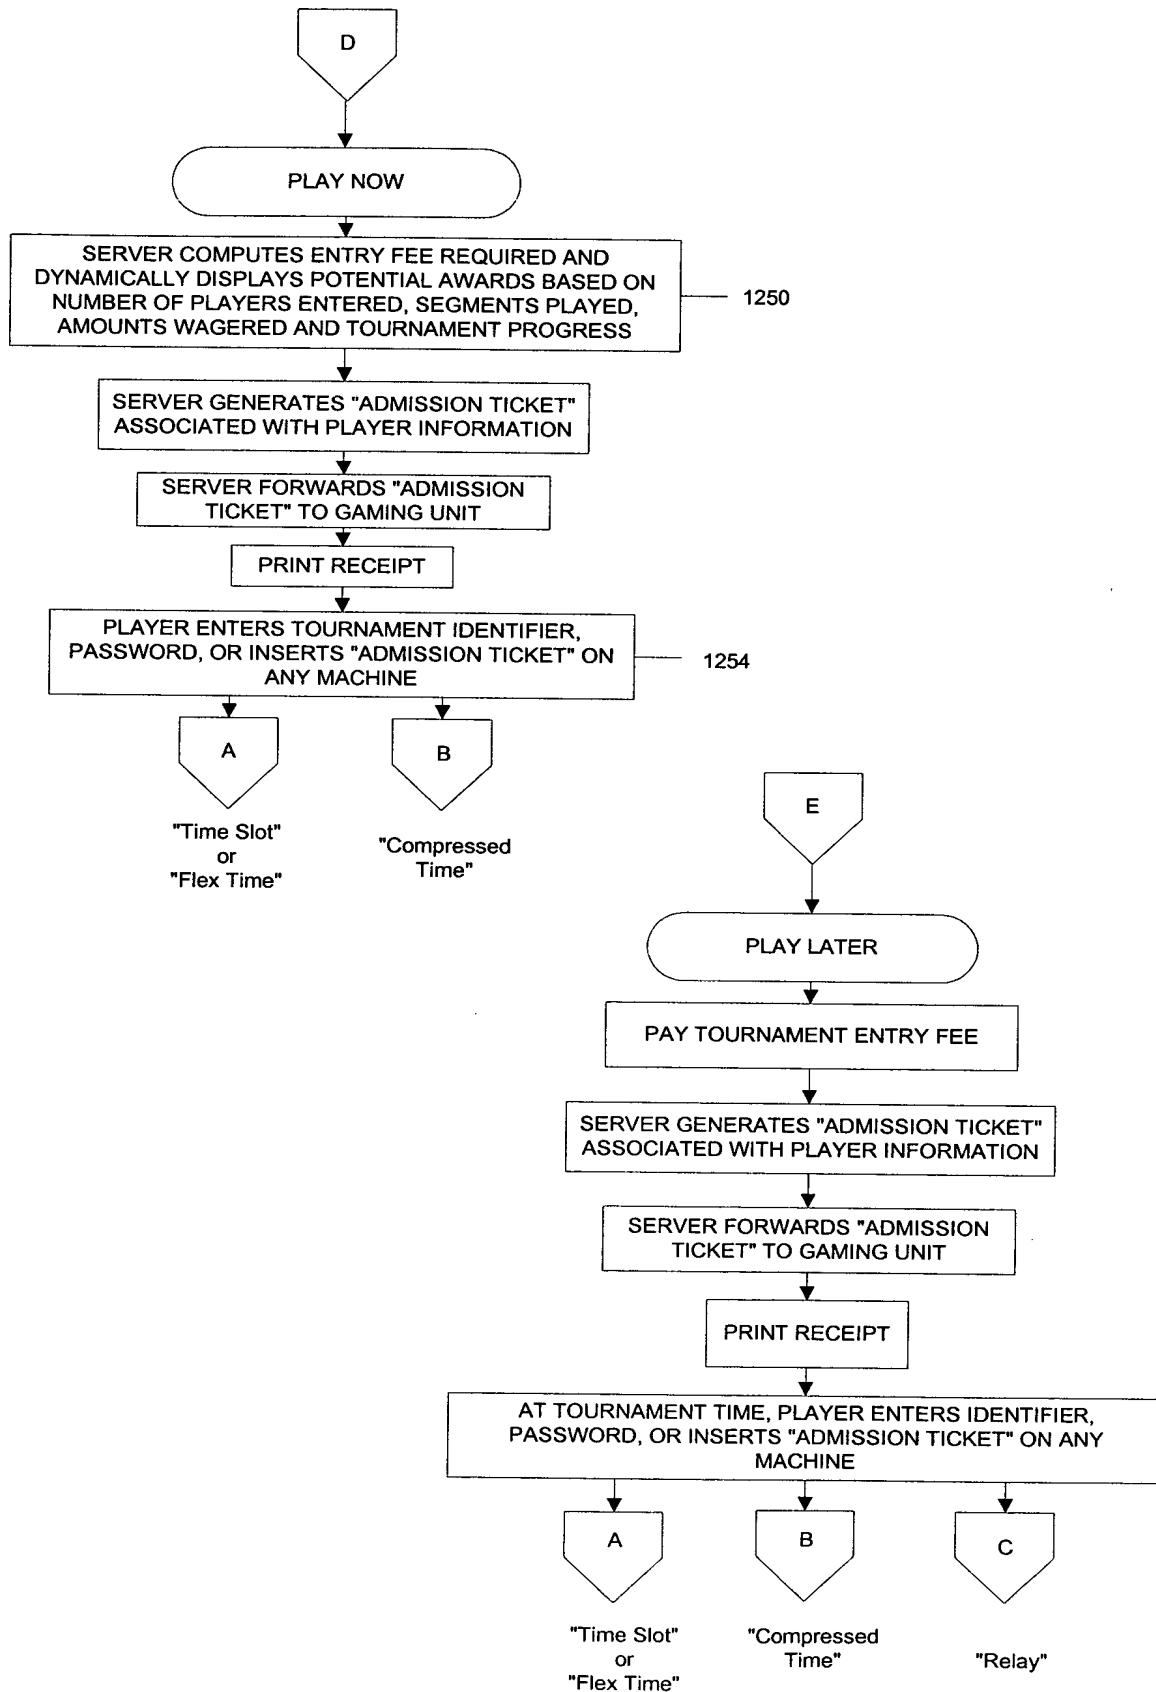 D
PLAY NOW
SERVER COMPUTES ENTRY FEE REQUIRED AND
DYNAMICALLY DISPLAYS POTENTIAL AWARDS BASED ON
NUMBER OF PLAYERS ENTERED, SEGMENTS PLAYED,
AMOUNTS WAGERED AND TOURNAMENT PROGRESS
1250
SERVER GENERATES "ADMISSION TICKET"
ASSOCIATED WITH PLAYER INFORMATION
SERVER FORWARDS "ADMISSION
TICKET" TO GAMING UNIT
PRINT RECEIPT
PLAYER ENTERS TOURNAMENT IDENTIFIER,
PASSWORD, OR INSERTS "ADMISSION TICKET" ON
ANY MACHINE
1254
A
B
"Time Slot"
or
"Flex Time"
"Compressed
Time"
E
PLAY LATER
PAY TOURNAMENT ENTRY FEE
SERVER GENERATES "ADMISSION TICKET"
ASSOCIATED WITH PLAYER INFORMATION
SERVER FORWARDS "ADMISSION
TICKET" TO GAMING UNIT
PRINT RECEIPT
AT TOURNAMENT TIME, PLAYER ENTERS IDENTIFIER,
PASSWORD, OR INSERTS "ADMISSION TICKET" ON ANY
MACHINE
A
B
C
"Time Slot"
or
"Flex Time"
"Compressed
Time"
"Relay"